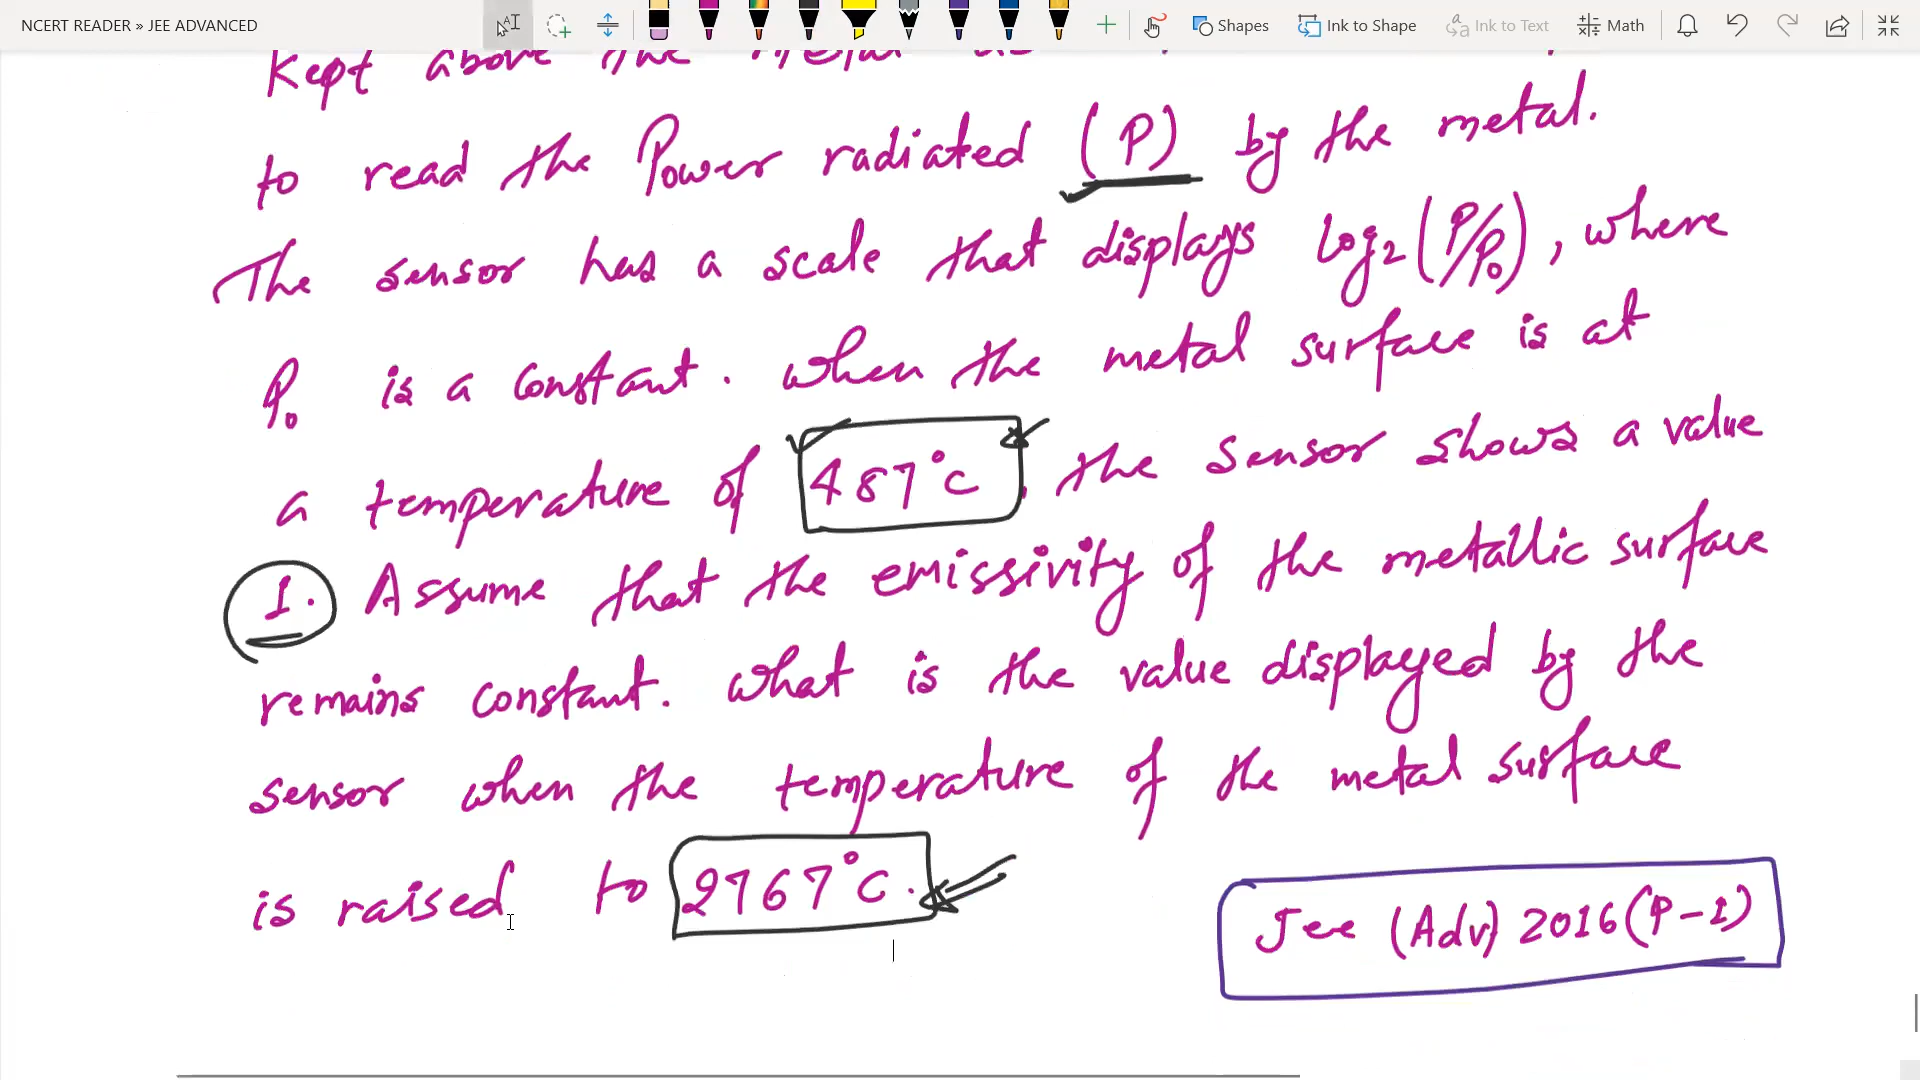 NCERT READER » JEE ADVANCED
Shapes Ink to Shape Ink to Text Math
Kept above the metal
to read the Power radiated (P) by the metal.
The sensor has a scale that displays log₂(P/P₀), where
P₀ is a constant. when the metal surface is at
a temperature of 487°C, the sensor shows a value
1. Assume that the emissivity of the metallic surface
remains constant. what is the value displayed by the
sensor when the temperature of the metal surface
is raised to 2767°C.
Jee (Adv) 2016 (P-1)